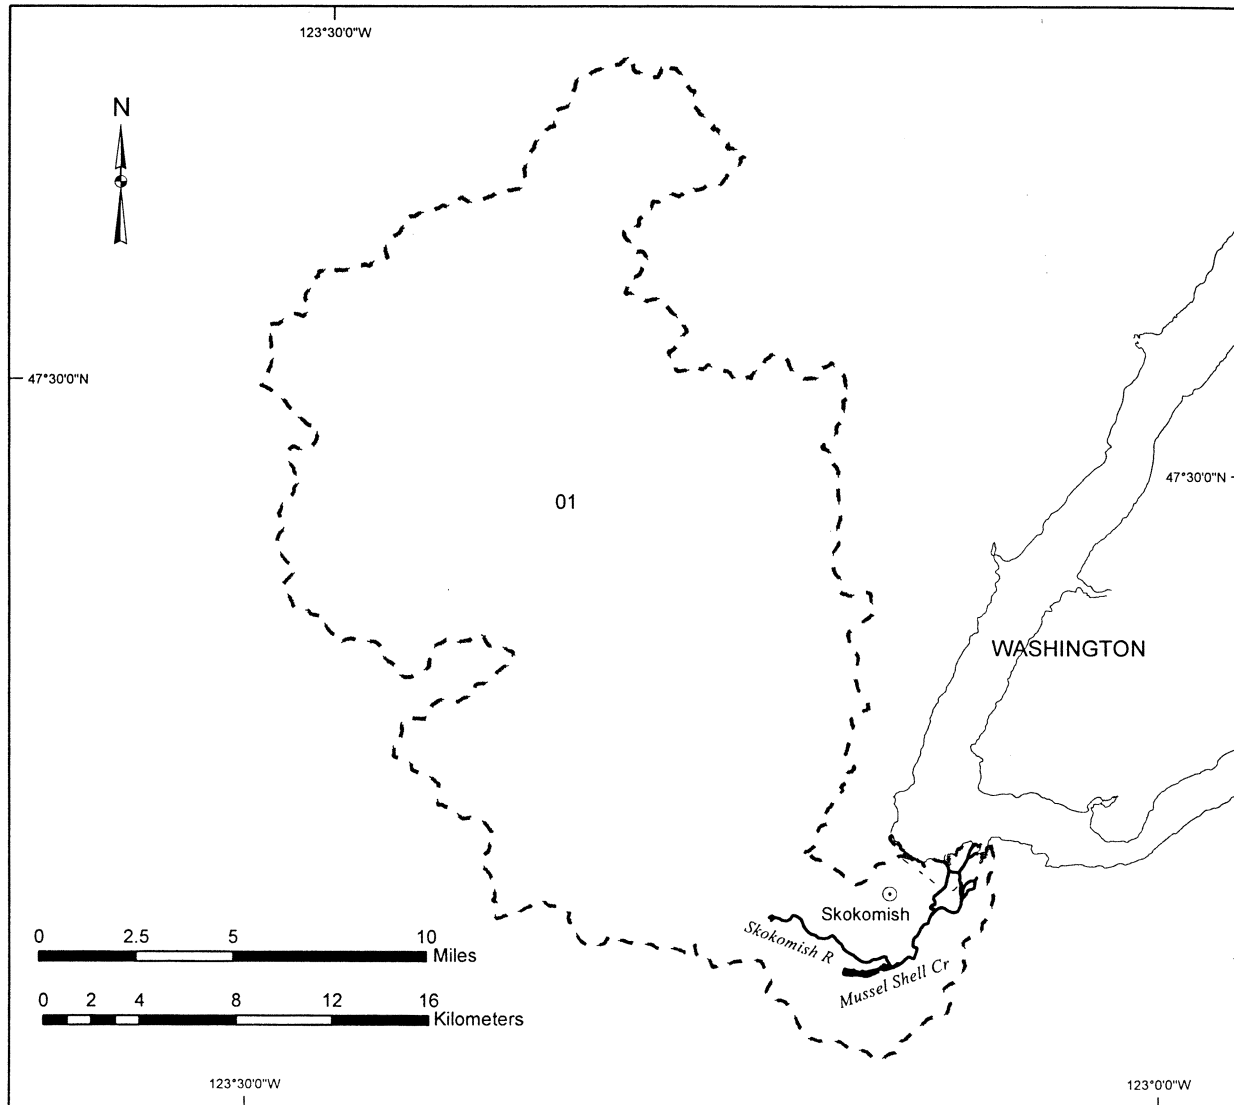 123°30'0"W
N
47°30'0"N
47°30'0"N
01
WASHINGTON
Skokomish
Skokomish R
Mussel Shell Cr
0 2.5 5 10
Miles
0 2 4 8 12 16
Kilometers
123°30'0"W
123°0'0"W